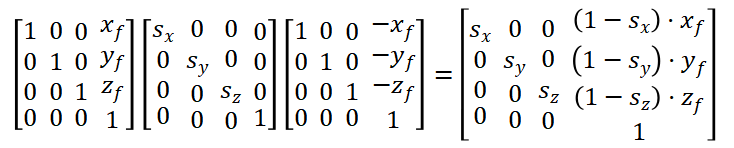 [1 0 0 x_f] [s_x 0 0 0] [1 0 0 −x_f]   [s_x 0 0 (1 − s_x) · x_f]
[0 1 0 y_f] [0 s_y 0 0] [0 1 0 −y_f] = [0 s_y 0 (1 − s_y) · y_f]
[0 0 1 z_f] [0 0 s_z 0] [0 0 1 −z_f]   [0 0 s_z (1 − s_z) · z_f]
[0 0 0 1] [0 0 0 1] [0 0 0 1]   [0 0 0 1]